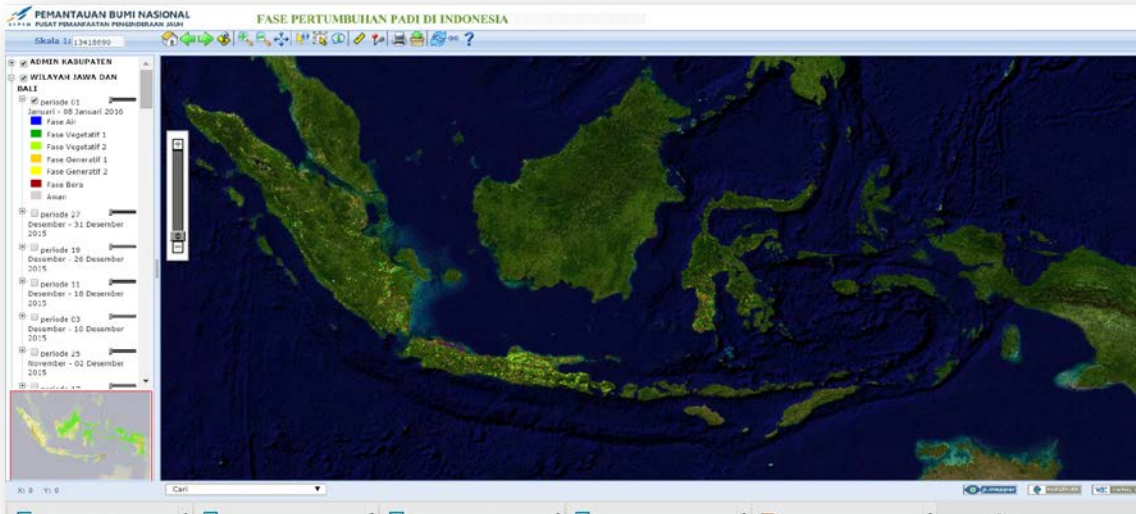 PEMANTAUAN BUMI NASIONAL
LAPAN PUSAT PEMANFAATAN PENGINDERAAN JAUH
FASE PERTUMBUHAN PADI DI INDONESIA
Skala 1: 13418890
ADMIN KABUPATEN
WILAYAH JAWA DAN
BALI
periode 01
Januari - 08 Januari 2016
Fase Air
Fase Vegetatif 1
Fase Vegetatif 2
Fase Generatif 1
Fase Generatif 2
Fase Bera
Awan
periode 27
Desember - 31 Desember
2015
periode 19
Desember - 26 Desember
2015
periode 11
Desember - 18 Desember
2015
periode 03
Desember - 10 Desember
2015
periode 25
November - 02 Desember
2015
X: 0 Y: 0
Cari
p.mapper
W3C